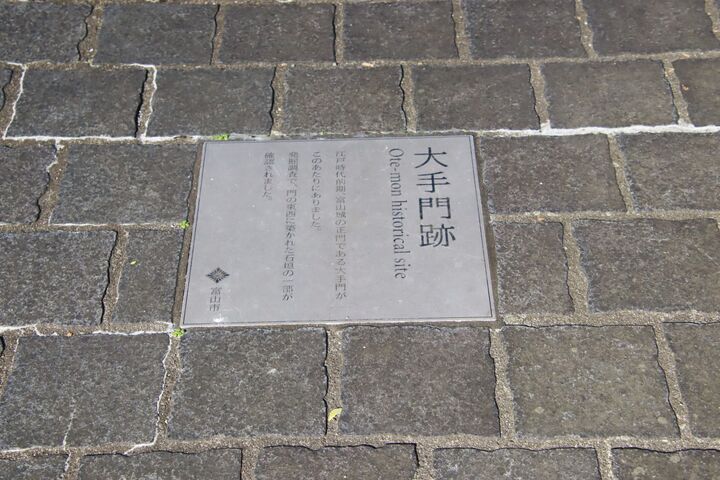 大手門跡
Ote-mon historical site
江戸時代前期、富山城の正門である大手門が
このあたりにありました。
発掘調査で、門の東西に築かれた石垣の一部が
確認されました。
富山市